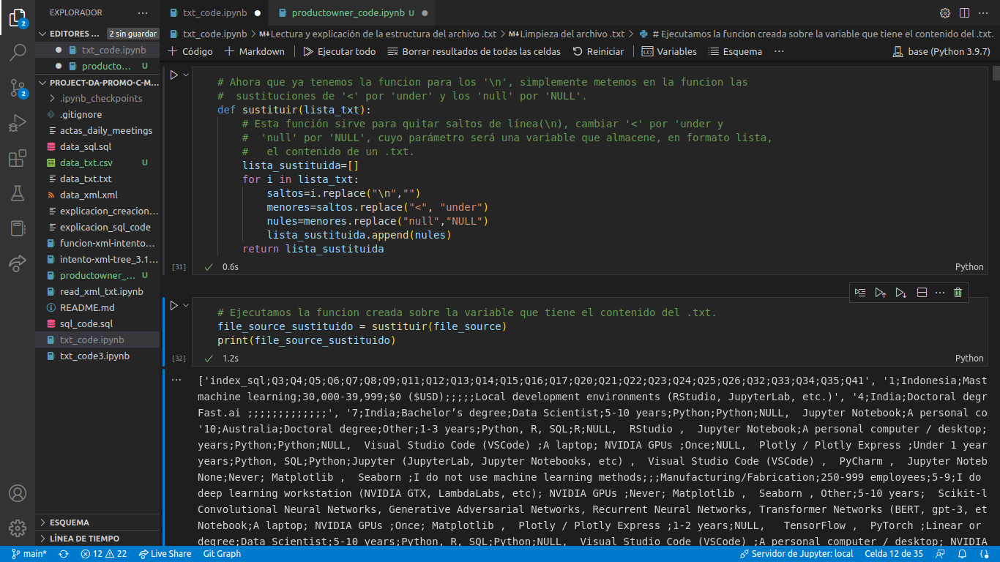 EXPLORADOR
EDITORES ... 2 sin guardar
txt_code.ipynb
producto... U
PROJECT-DA-PROMO-C-M...
.ipynb_checkpoints
.gitignore
actas_daily_meetings
data_sql.sql
data_txt.csv U
data_txt.txt
data_xml.xml
explicacion_creacion...
explicacion_sql_code
funcion-xml-intento...
intento-xml-tree_3.1...
productowner_... U
read_xml_txt.ipynb
README.md
sql_code.sql
txt_code.ipynb
txt_code3.ipynb
ESQUEMA
LÍNEA DE TIEMPO
txt_code.ipynb
productowner_code.ipynb U
txt_code.ipynb > Lectura y explicación de la estructura del archivo .txt > Limpieza del archivo .txt > # Ejecutamos la funcion creada sobre la variable que tiene el contenido del .txt.
Código Markdown Ejecutar todo Borrar resultados de todas las celdas Reiniciar Variables Esquema ... base (Python 3.9.7)
# Ahora que ya tenemos la funcion para los '\n', simplemente metemos en la funcion las
#  sustituciones de '<' por 'under' y los 'null' por 'NULL'.
def sustituir(lista_txt):
    # Esta función sirve para quitar saltos de línea(\n), cambiar '<' por 'under y
    #  'null' por 'NULL', cuyo parámetro será una variable que almacene, en formato lista,
    #   el contenido de un .txt.
    lista_sustituida=[]
    for i in lista_txt:
        saltos=i.replace("\n","")
        menores=saltos.replace("<", "under")
        nules=menores.replace("null","NULL")
        lista_sustituida.append(nules)
    return lista_sustituida
[31] 0.6s Python
# Ejecutamos la funcion creada sobre la variable que tiene el contenido del .txt.
file_source_sustituido = sustituir(file_source)
print(file_source_sustituido)
[32] 1.2s Python
['index_sql;Q3;Q4;Q5;Q6;Q7;Q8;Q9;Q11;Q12;Q13;Q14;Q15;Q16;Q17;Q20;Q21;Q22;Q23;Q24;Q25;Q26;Q32;Q33;Q34;Q35;Q41', '1;Indonesia;Mast
machine learning;30,000-39,999;$0 ($USD);;;;;Local development environments (RStudio, JupyterLab, etc.)', '4;India;Doctoral degr
Fast.ai ;;;;;;;;;;;;;', '7;India;Bachelor's degree;Data Scientist;5-10 years;Python;Python;NULL,  Jupyter Notebook;A personal co
'10;Australia;Doctoral degree;Other;1-3 years;Python, R, SQL;R;NULL,  RStudio ,  Jupyter Notebook;A personal computer / desktop;
years;Python;Python;NULL,  Visual Studio Code (VSCode) ;A laptop; NVIDIA GPUs ;Once;NULL,  Plotly / Plotly Express ;Under 1 year
years;Python, SQL;Python;Jupyter (JupyterLab, Jupyter Notebooks, etc) ,  Visual Studio Code (VSCode) ,  PyCharm ,  Jupyter Noteb
None;Never; Matplotlib ,  Seaborn ;I do not use machine learning methods;;;Manufacturing/Fabrication;250-999 employees;5-9;I do
deep learning workstation (NVIDIA GTX, LambdaLabs, etc); NVIDIA GPUs ;Never; Matplotlib ,  Seaborn , Other;5-10 years;  Scikit-l
Convolutional Neural Networks, Generative Adversarial Networks, Recurrent Neural Networks, Transformer Networks (BERT, gpt-3, et
Notebook;A laptop; NVIDIA GPUs ;Once; Matplotlib ,  Plotly / Plotly Express ;1-2 years;NULL,   TensorFlow ,  PyTorch ;Linear or
degree;Data Scientist;5-10 years;Python, R, SQL;Python;NULL,  Visual Studio Code (VSCode) ;A personal computer / desktop; NVIDIA
main* 12 22 Live Share Git Graph Servidor de Jupyter: local Celda 12 de 35